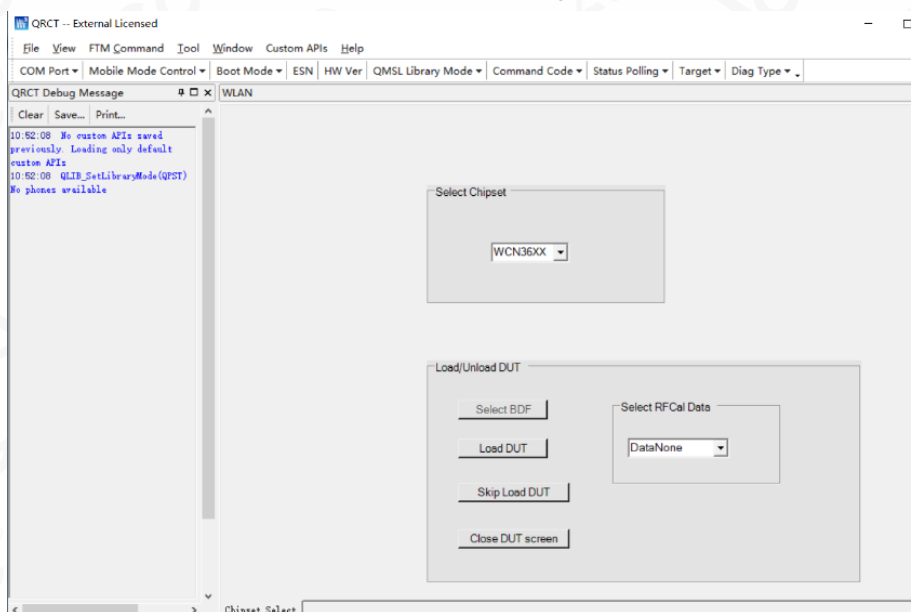 QRCT -- External Licensed
File View FTM Command Tool Window Custom APIs Help
COM Port Mobile Mode Control Boot Mode ESN HW Ver QMSL Library Mode Command Code Status Polling Target Diag Type
QRCT Debug Message
WLAN
Clear Save... Print...
10:52:08 No custom APIs saved
previously. Loading only default
custom APIs
10:52:08 QLIB_SetLibraryMode(QPST)
No phones available
Select Chipset
WCN36XX
Load/Unload DUT
Select BDF
Select RFCal Data
Load DUT
DataNone
Skip Load DUT
Close DUT screen
Chipset Select